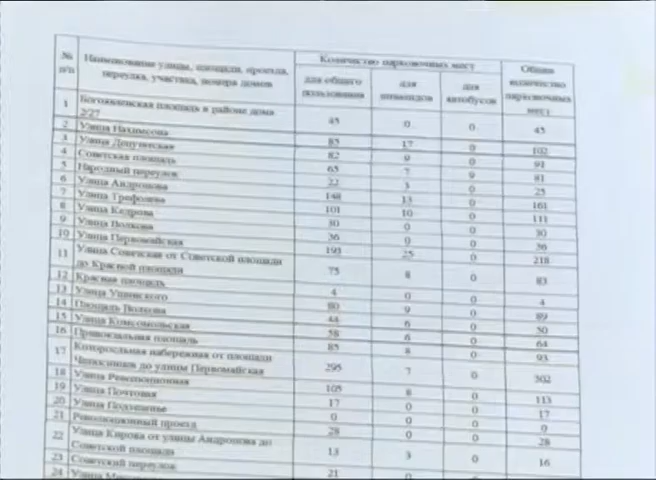 № п/п
Наименование улицы, площади, проезда, переулка, участка, номера домов
Количество парковочных мест
Общее количество парковочных мест
для общего пользования
для инвалидов
для автобусов
1 Богоявленская площадь в районе дома 2/27 45 0 0 45
2 Улица Нахимсона 85 17 0 102
3 Улица Депутатская 82 9 0 91
4 Советская площадь 65 7 9 81
5 Народный переулок 22 3 0 25
6 Улица Андропова 148 13 0 161
7 Улица Трефолева 101 10 0 111
8 Улица Кедрова 30 0 0 30
9 Улица Волкова 36 0 0 36
10 Улица Первомайская 193 25 0 218
11 Улица Советская от Советской площади до Красной площади 75 8 0 83
12 Красная площадь 4 0 0 4
13 Улица Ушинского 80 9 0 89
14 Площадь Волкова 44 6 0 50
15 Улица Комсомольская 58 6 0 64
16 Привокзальная площадь 85 8 0 93
17 Которосльная набережная от площади Челюскинцев до улицы Первомайская 295 7 0 302
18 Улица Революционная 105 8 0 113
19 Улица Почтовая 17 0 0 17
20 Улица Подзеленье 0 0 0 0
21 Революционный проезд 28 0 0 28
22 Улица Кирова от улицы Андропова до Советской площади 13 3 0 16
23 Советский переулок 21 0
24 Улица